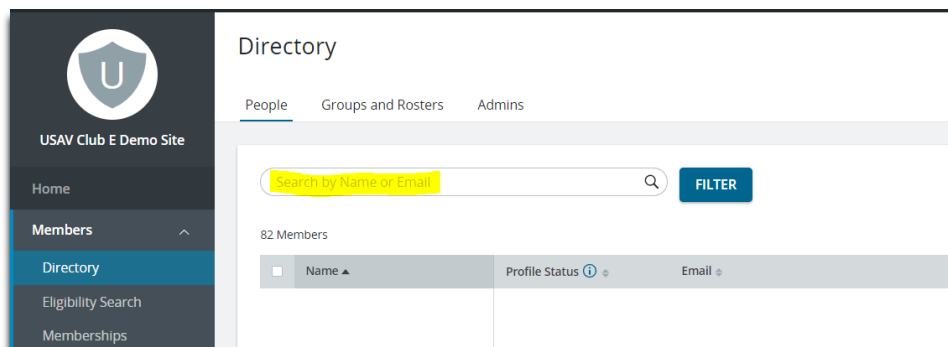 U
USAV Club E Demo Site
Home
Members
Directory
Eligibility Search
Memberships
Directory
People Groups and Rosters Admins
Search by Name or Email FILTER
82 Members
Name Profile Status Email